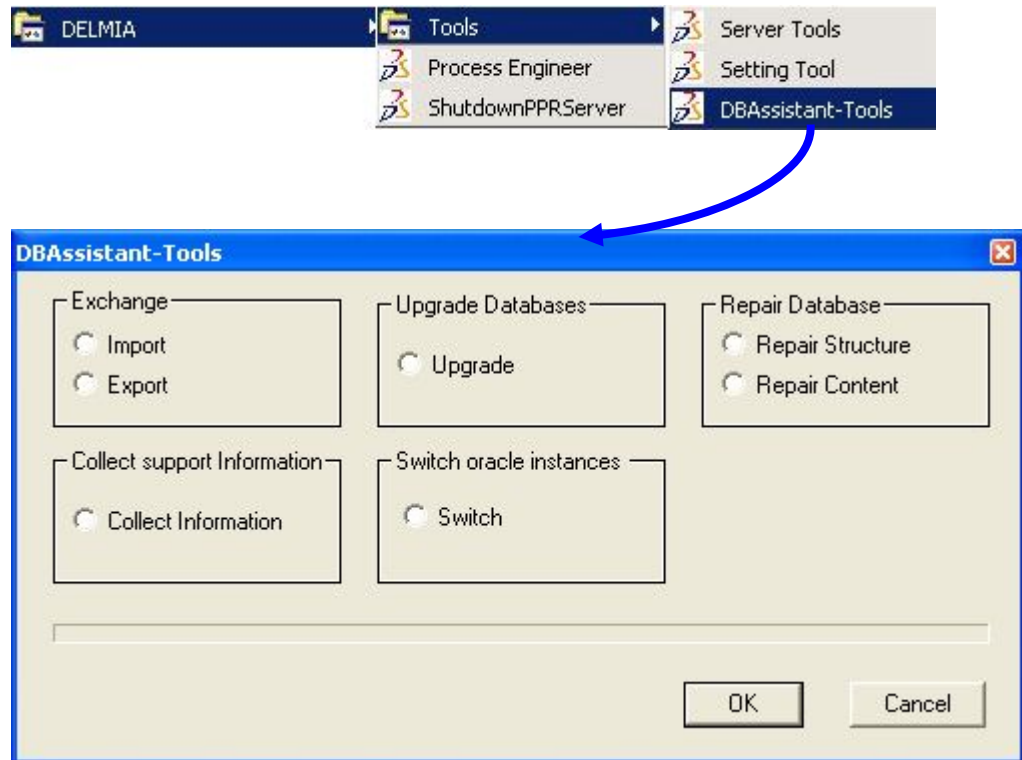 DELMIA
Tools
Server Tools
Process Engineer
Setting Tool
ShutdownPPRServer
DBAssistant-Tools
DBAssistant-Tools
Exchange
Import
Export
Upgrade Databases
Upgrade
Repair Database
Repair Structure
Repair Content
Collect support Information
Collect Information
Switch oracle instances
Switch
OK
Cancel